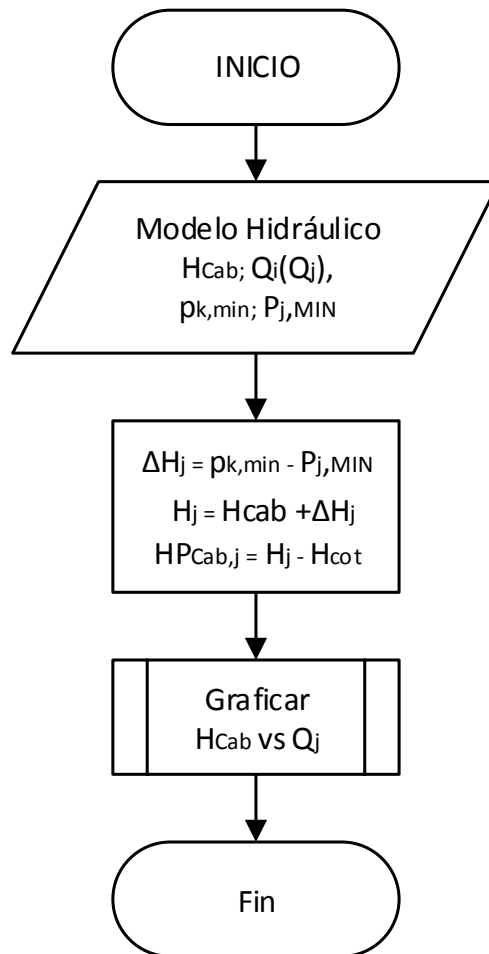 INICIO
Modelo Hidráulico
HCab; Qi(Qj),
pk,min; Pj,MIN
ΔHj = pk,min - Pj,MIN
Hj = Hcab +ΔHj
HPCab,j = Hj - Hcot
Graficar
HCab vs Qj
Fin